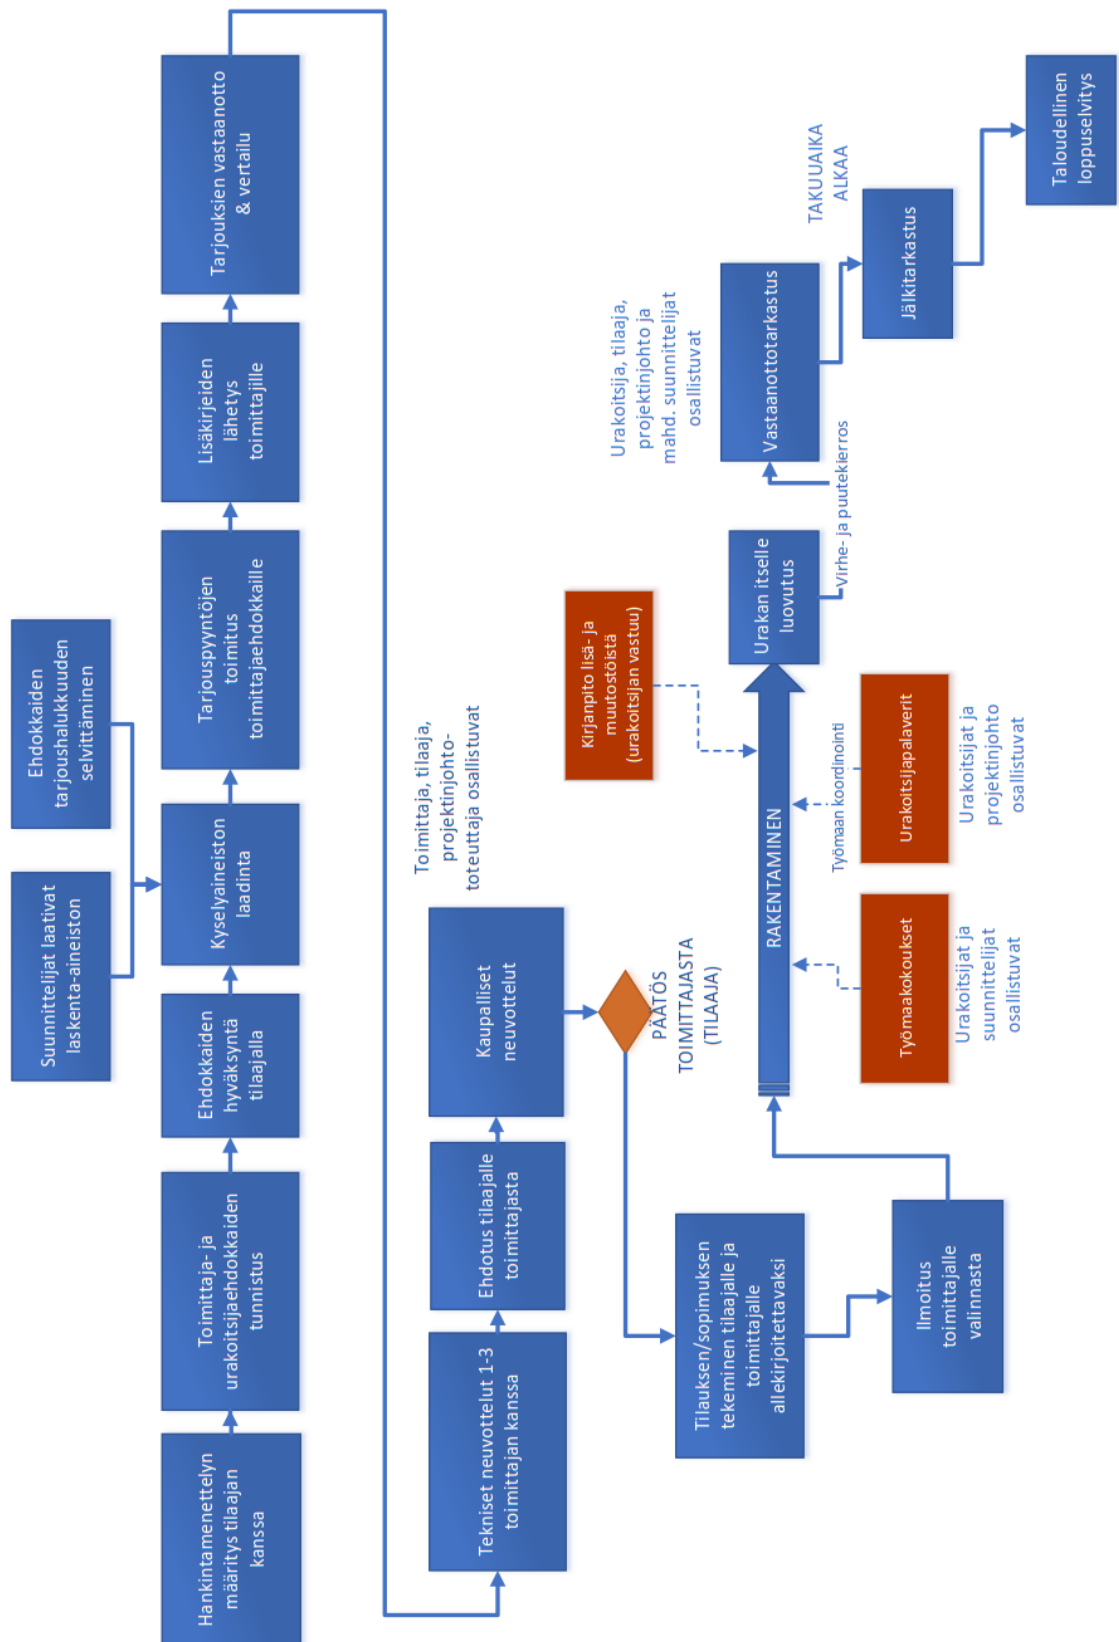 Suunnittelijat laativat
laskenta-aineiston
Ehdokkaiden
tarjoushalukkuuden
selvittäminen
Hankintamenettelyn
määritys tilaajan
kanssa
Toimittaja- ja
urakoitsijaehdokkaiden
tunnistus
Ehdokkaiden
hyväksyntä
tilaajalla
Kyselyaineiston
laadinta
Tarjouspyyntöjen
toimitus
toimittajaehdokkaille
Lisäkirjeiden
lähetys
toimittajille
Tarjouksien vastaanotto
& vertailu
Toimittaja, tilaaja,
projektinjohto-
toteuttaja osallistuvat
Tekniset neuvottelut 1-3
toimittajan kanssa
Ehdotus tilaajalle
toimittajasta
Kaupalliset
neuvottelut
PÄÄTÖS
TOIMITTAJASTA
(TILAAJA)
Tilauksen/sopimuksen
tekeminen tilaajalle ja
toimittajalle
allekirjoitettavaksi
Ilmoitus
toimittajalle
valinnasta
Kirjanpito lisä- ja
muutostöistä
(urakoitsijan vastuu)
RAKENTAMINEN
Työmaan koordinointi
Työmaakokoukset
Urakoitsijat ja
suunnittelijat
osallistuvat
Urakoitsijapalaverit
Urakoitsijat ja
projektinjohto
osallistuvat
Urakan itselle
luovutus
Virhe- ja puutekierros
Urakoitsija, tilaaja,
projektinjohto ja
mahd. suunnittelijat
osallistuvat
Vastaanottotarkastus
TAKUUAIKA
ALKAA
Jälkitarkastus
Taloudellinen
loppuselvitys